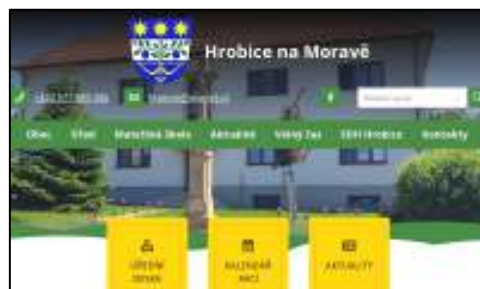 Hrobice na Moravě
Obec Úřad Mateřská škola Aktuálně Volný čas SDH Hrobice Kontakty
ÚŘEDNÍ
DESKA
KALENDÁŘ
AKCÍ
AKTUALITY